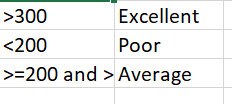 >300 Excellent
<200 Poor
>=200 and > Average